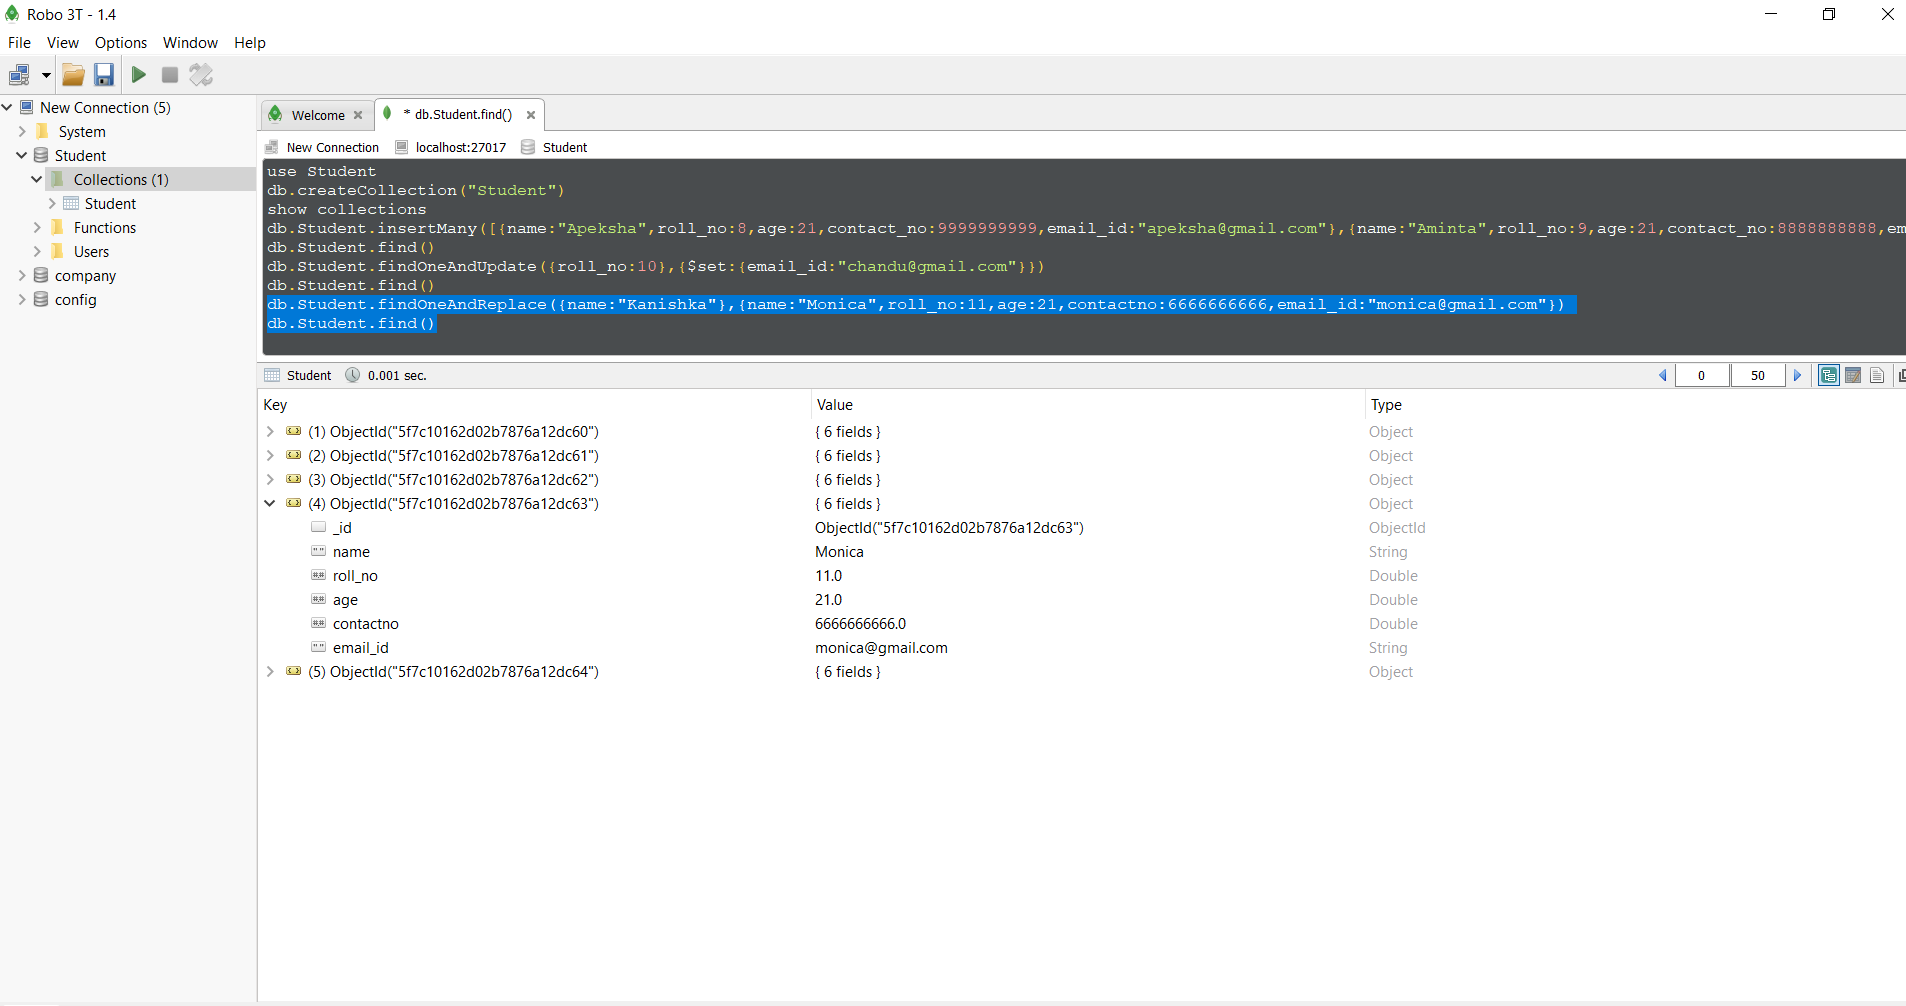 Robo 3T - 1.4
File View Options Window Help
New Connection (5)
System
Student
Collections (1)
Student
Functions
Users
company
config
Welcome * db.Student.find()
New Connection localhost:27017 Student
use Student
db.createCollection("Student")
show collections
db.Student.insertMany([{name:"Apeksha",roll_no:8,age:21,contact_no:9999999999,email_id:"apeksha@gmail.com"},{name:"Aminta",roll_no:9,age:21,contact_no:8888888888,em
db.Student.find()
db.Student.findOneAndUpdate({roll_no:10},{$set:{email_id:"chandu@gmail.com"}})
db.Student.find()
db.Student.findOneAndReplace({name:"Kanishka"},{name:"Monica",roll_no:11,age:21,contactno:6666666666,email_id:"monica@gmail.com"})
db.Student.find()
Student 0.001 sec. 0 50
Key Value Type
(1) ObjectId("5f7c10162d02b7876a12dc60") { 6 fields } Object
(2) ObjectId("5f7c10162d02b7876a12dc61") { 6 fields } Object
(3) ObjectId("5f7c10162d02b7876a12dc62") { 6 fields } Object
(4) ObjectId("5f7c10162d02b7876a12dc63") { 6 fields } Object
_id ObjectId("5f7c10162d02b7876a12dc63") ObjectId
name Monica String
roll_no 11.0 Double
age 21.0 Double
contactno 6666666666.0 Double
email_id monica@gmail.com String
(5) ObjectId("5f7c10162d02b7876a12dc64") { 6 fields } Object